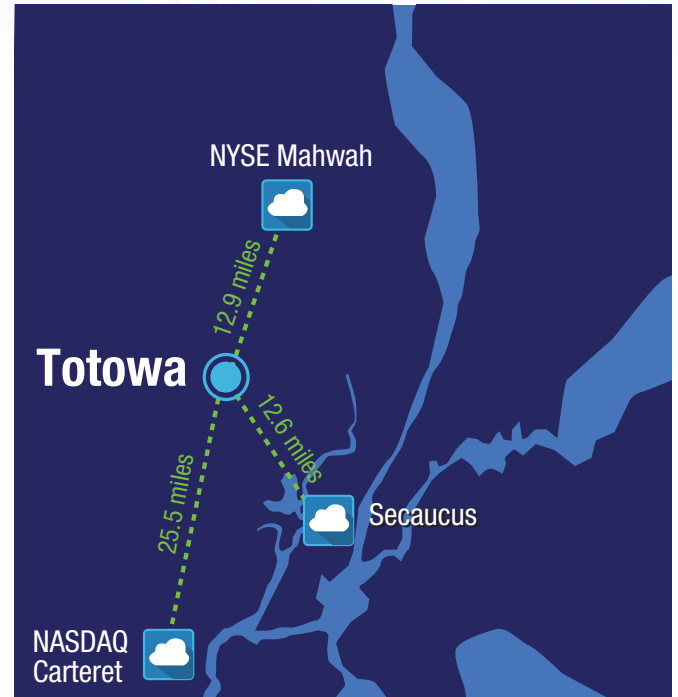 NYSE Mahwah
12.9 miles
Totowa
12.6 miles
25.5 miles
Secaucus
NASDAQ
Carteret